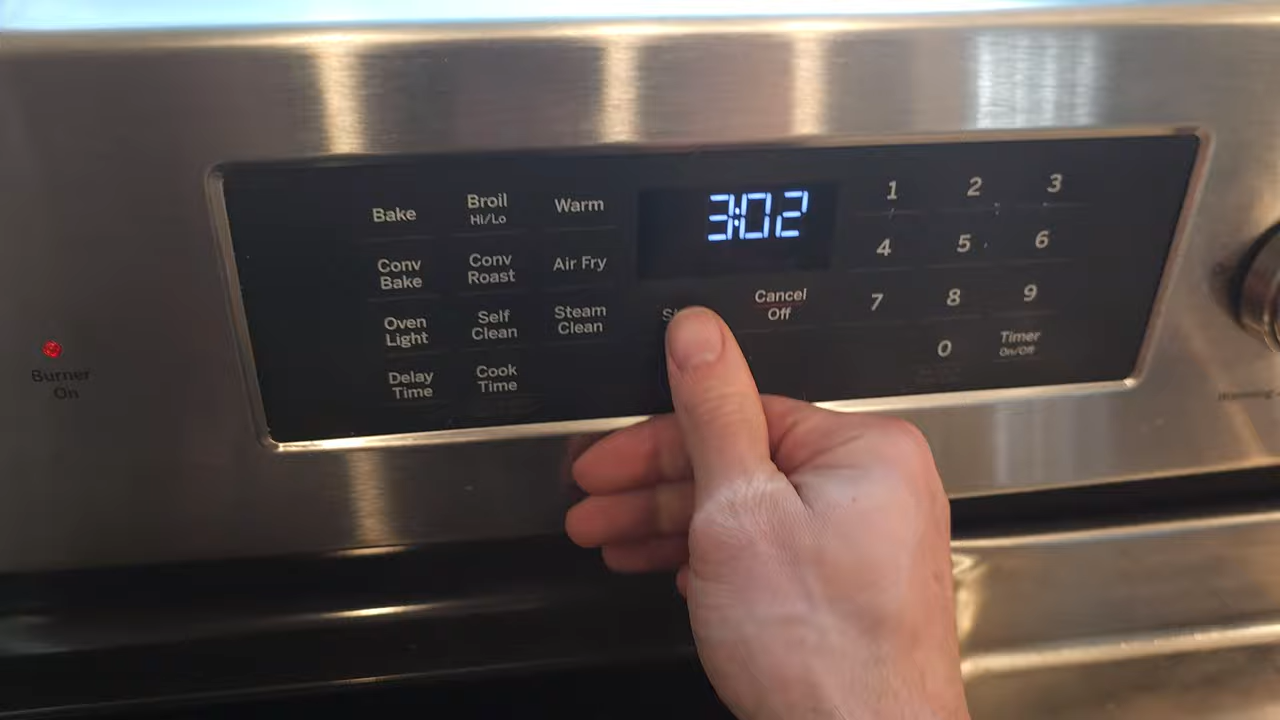 Bake
Broil
Hi/Lo
Warm
3:02
1
2
3
Conv
Bake
Conv
Roast
Air Fry
4
5
6
Oven
Light
Self
Clean
Steam
Clean
Cancel
Off
7
8
9
Delay
Time
Cook
Time
0
Timer
On/Off
Burner
On